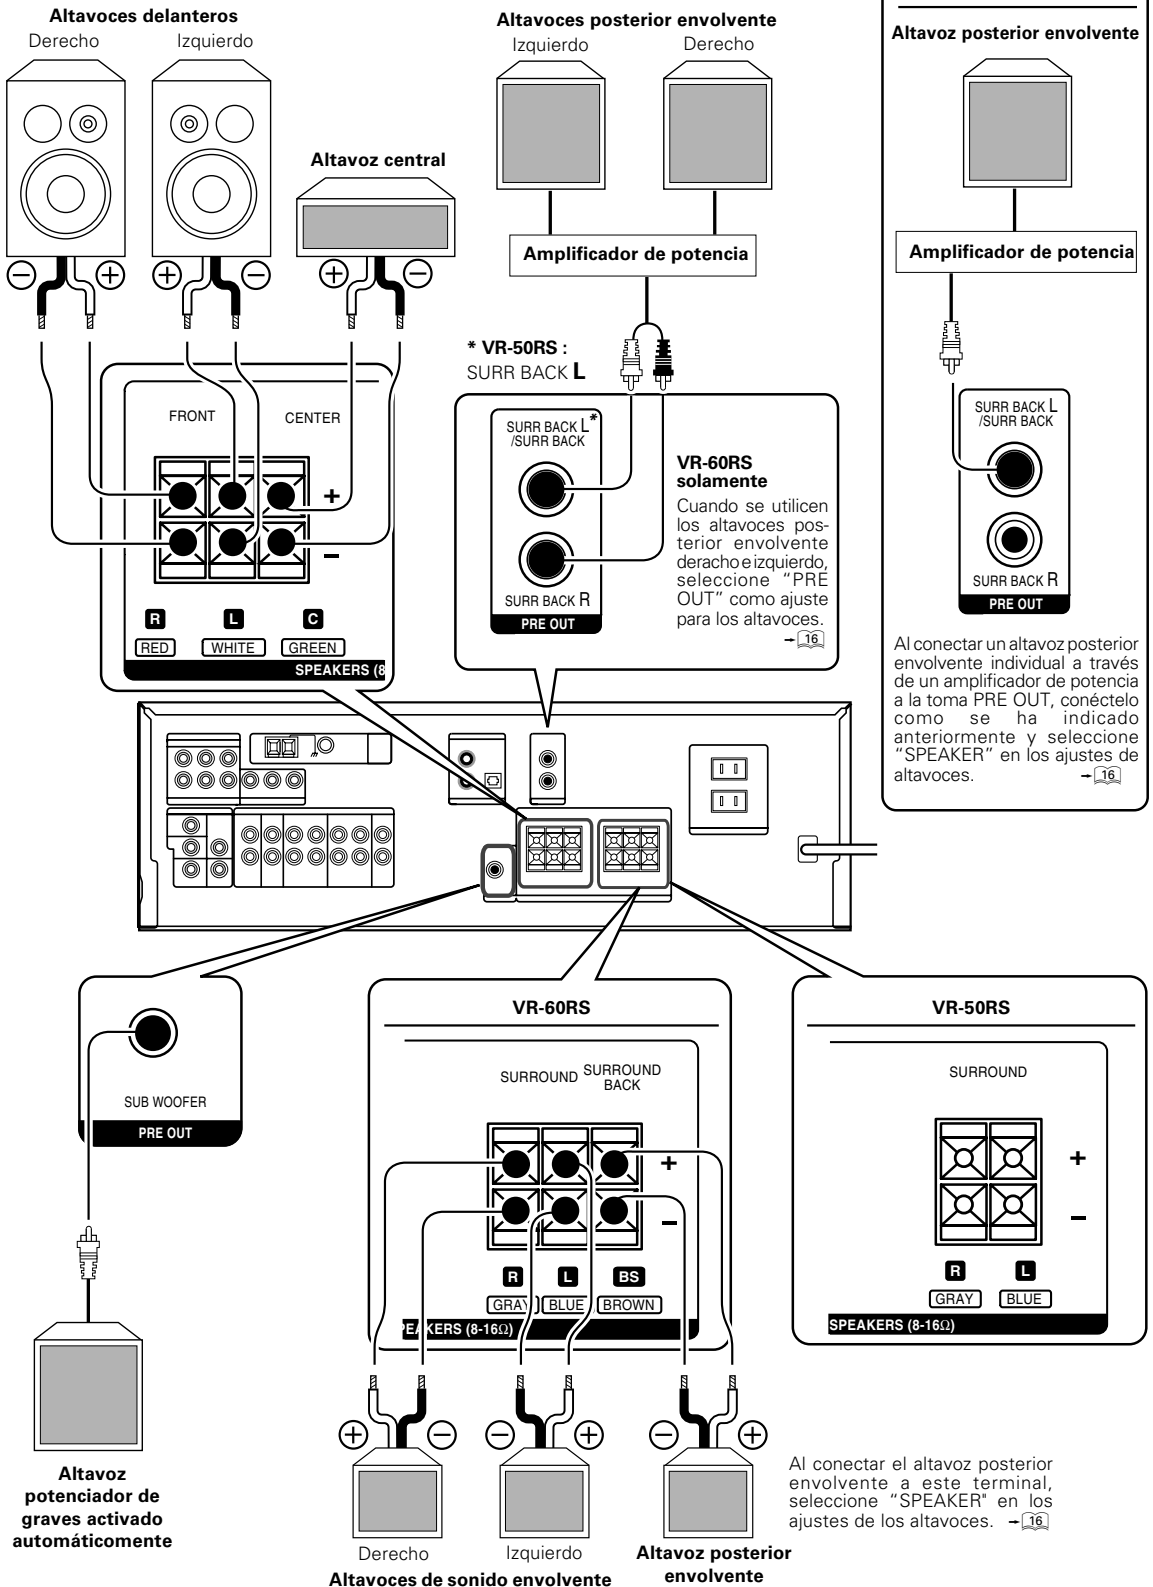 Altavoces delanteros
Derecho
Izquierdo
Altavoz central
Altavoces posterior envolvente
Izquierdo
Derecho
Amplificador de potencia
Altavoz posterior envolvente
Amplificador de potencia
− + + − + −
* VR-50RS :
SURR BACK L
FRONT
CENTER
+
−
R L C
RED WHITE GREEN
SPEAKERS (8
SURR BACK L*
/SURR BACK
SURR BACK R
PRE OUT
VR-60RS
solamente
Cuando se utilicen
los altavoces pos-
terior envolvente
deracho e izquierdo,
seleccione “PRE
OUT” como ajuste
para los altavoces.
→ 16
SURR BACK L
/SURR BACK
SURR BACK R
PRE OUT
Al conectar un altavoz posterior
envolvente individual a través
de un amplificador de potencia
a la toma PRE OUT, conéctelo
como se ha indicado
anteriormente y seleccione
“SPEAKER” en los ajustes de
altavoces. → 16
SUB WOOFER
PRE OUT
Altavoz
potenciador de
graves activado
automáticomente
VR-60RS
SURROUND
SURROUND
BACK
+
−
R L BS
GRAY BLUE BROWN
PEAKERS (8-16Ω)
+ − − + − +
Derecho
Izquierdo
Altavoces de sonido envolvente
Altavoz posterior
envolvente
VR-50RS
SURROUND
+
−
R L
GRAY BLUE
SPEAKERS (8-16Ω)
Al conectar el altavoz posterior
envolvente a este terminal,
seleccione “SPEAKER" en los
ajustes de los altavoces. → 16